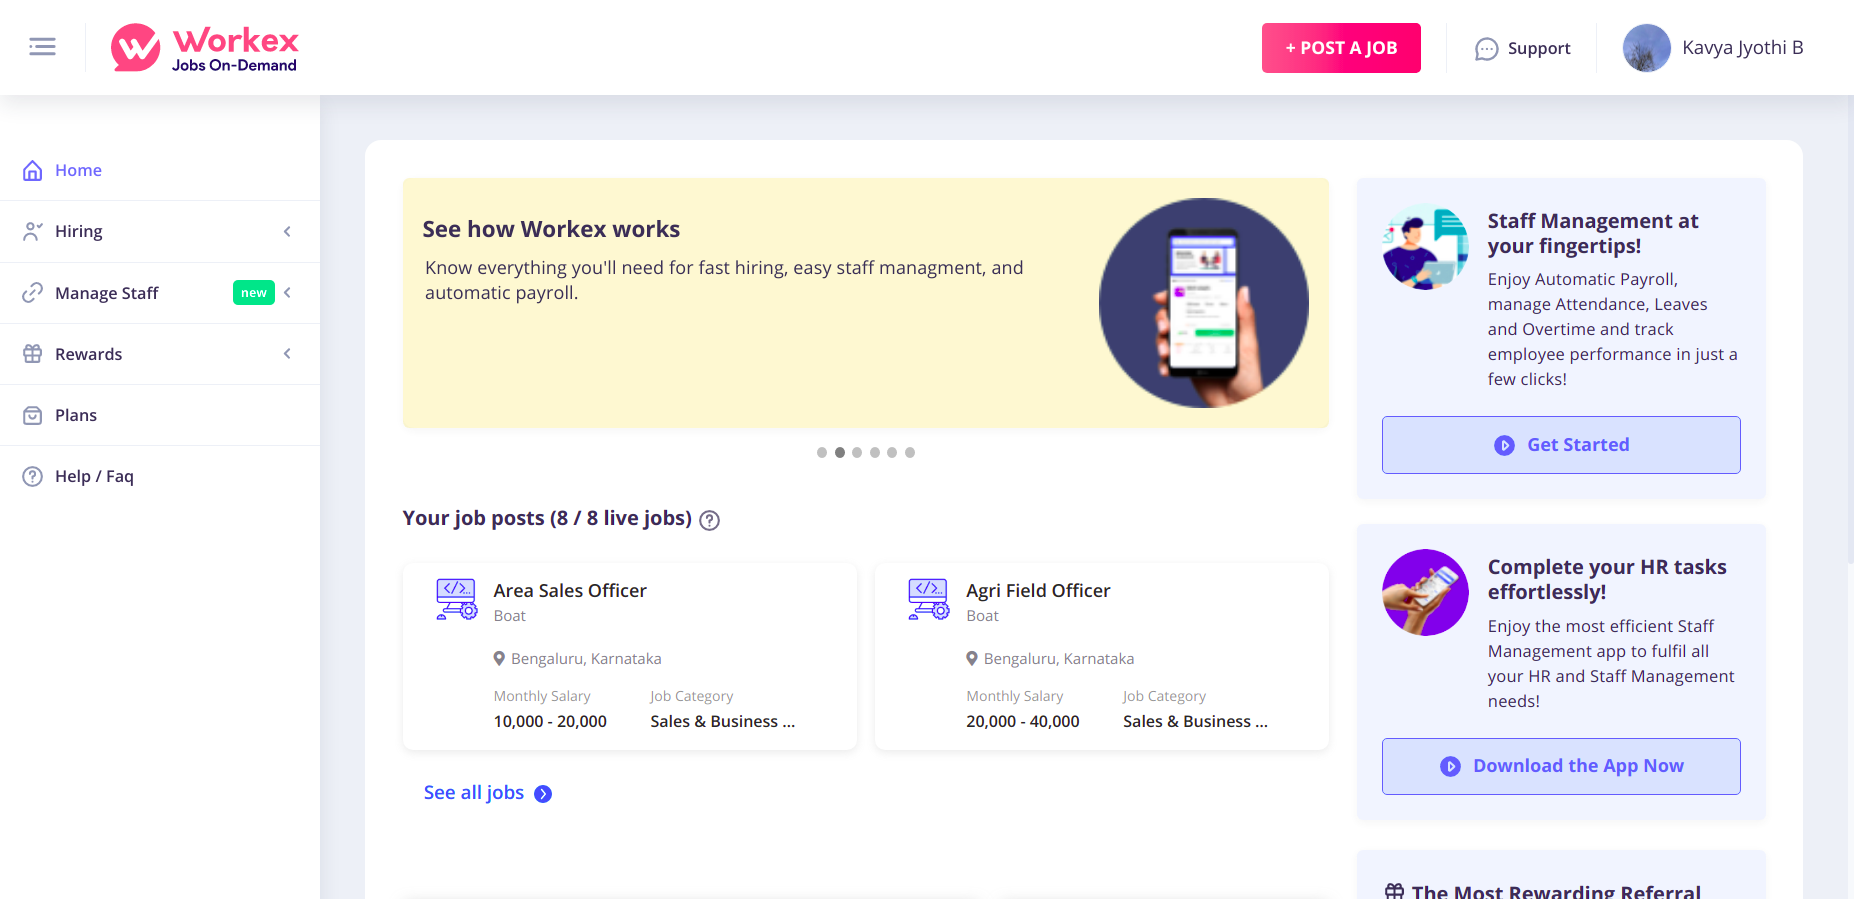 Workex
Jobs On-Demand
+ POST A JOB
Support
Kavya Jyothi B
Home
Hiring
Manage Staff
new
Rewards
Plans
Help / Faq
See how Workex works
Know everything you'll need for fast hiring, easy staff managment, and
automatic payroll.
Your job posts (8 / 8 live jobs)
Area Sales Officer
Boat
Bengaluru, Karnataka
Monthly Salary
Job Category
10,000 - 20,000
Sales & Business ...
Agri Field Officer
Boat
Bengaluru, Karnataka
Monthly Salary
Job Category
20,000 - 40,000
Sales & Business ...
See all jobs
Staff Management at
your fingertips!
Enjoy Automatic Payroll,
manage Attendance, Leaves
and Overtime and track
employee performance in just a
few clicks!
Get Started
Complete your HR tasks
effortlessly!
Enjoy the most efficient Staff
Management app to fulfil all
your HR and Staff Management
needs!
Download the App Now
The Most Rewarding Referral